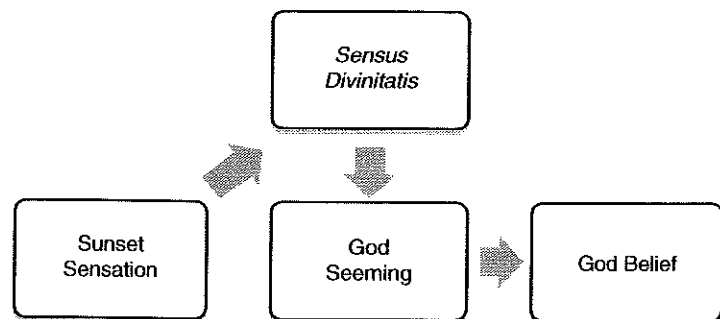 Sensus
Divinitatis
Sunset
Sensation
God
Seeming
God Belief